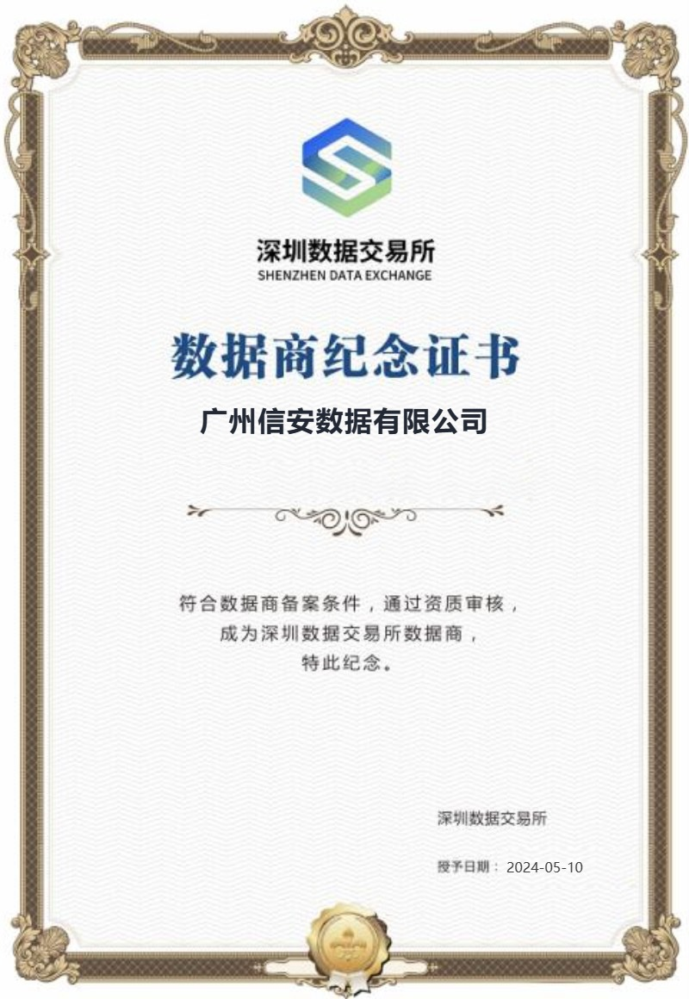 深圳数据交易所
SHENZHEN DATA EXCHANGE
数据商纪念证书
广州信安数据有限公司
符合数据商备案条件，通过资质审核，
成为深圳数据交易所数据商，
特此纪念。
深圳数据交易所
授予日期：2024-05-10